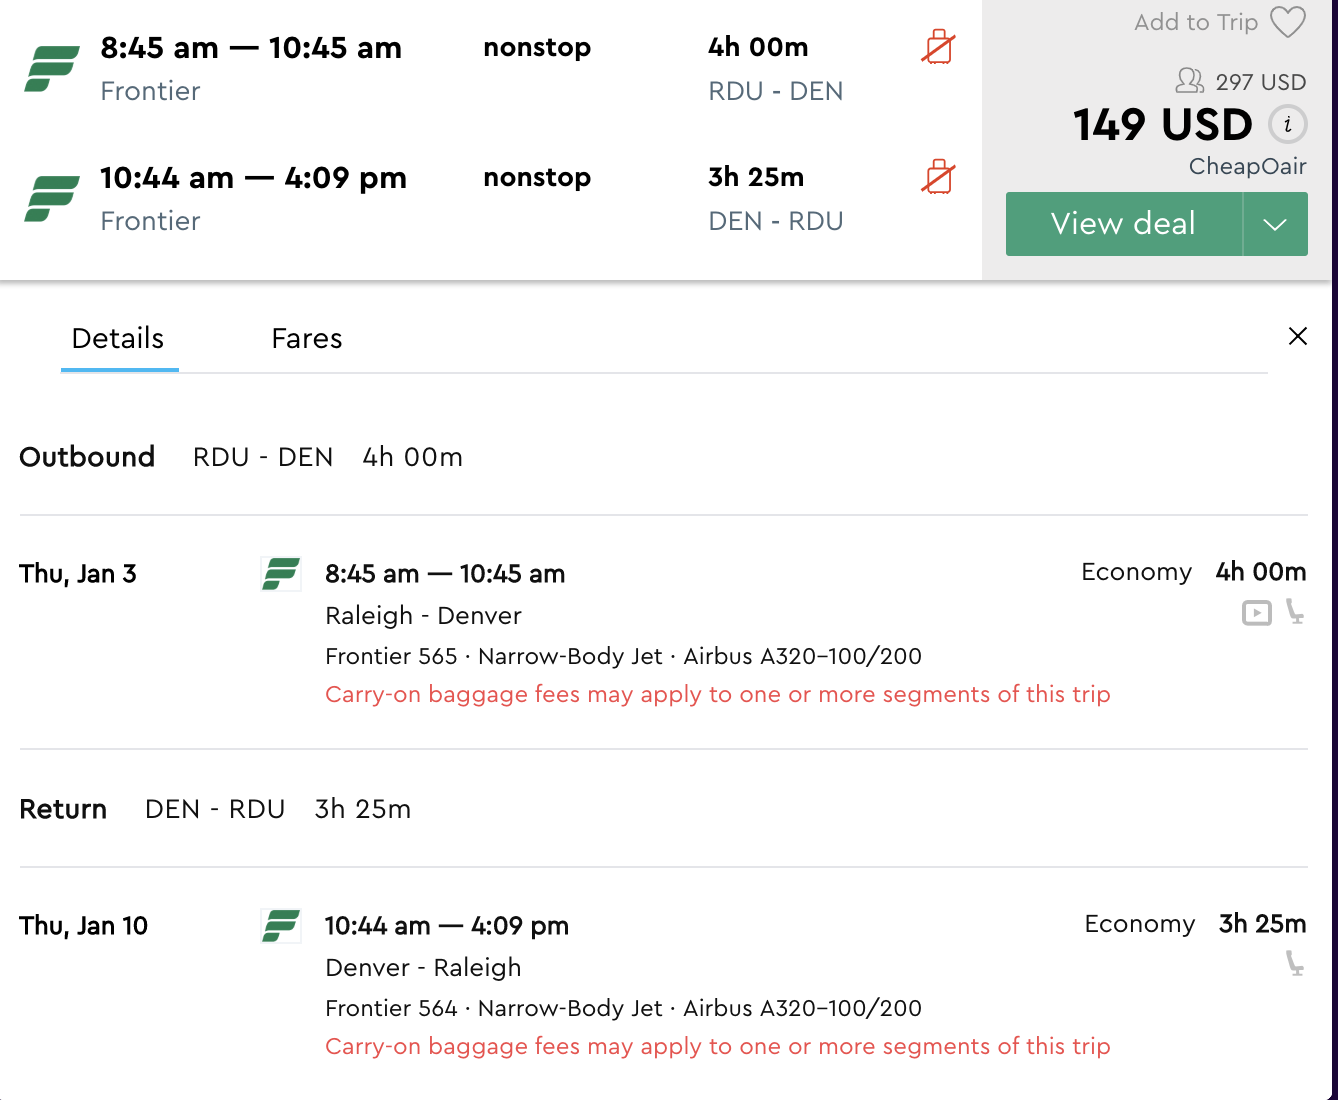 8:45 am — 10:45 am nonstop 4h 00m
Frontier RDU - DEN
10:44 am — 4:09 pm nonstop 3h 25m
Frontier DEN - RDU
Add to Trip
297 USD
149 USD i
CheapOair
View deal
Details Fares
Outbound RDU - DEN 4h 00m
Thu, Jan 3 8:45 am — 10:45 am Economy 4h 00m
Raleigh - Denver
Frontier 565 · Narrow-Body Jet · Airbus A320-100/200
Carry-on baggage fees may apply to one or more segments of this trip
Return DEN - RDU 3h 25m
Thu, Jan 10 10:44 am — 4:09 pm Economy 3h 25m
Denver - Raleigh
Frontier 564 · Narrow-Body Jet · Airbus A320-100/200
Carry-on baggage fees may apply to one or more segments of this trip